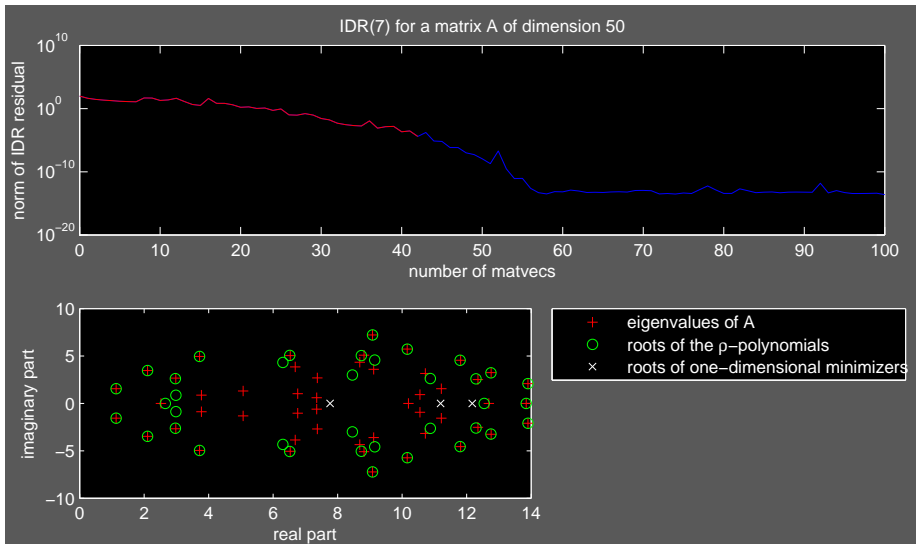 IDR(7) for a matrix A of dimension 50
norm of IDR residual
10^10
10^0
10^−10
10^−20
0 10 20 30 40 50 60 70 80 90 100
number of matvecs
imaginary part
10
5
0
−5
−10
0 2 4 6 8 10 12 14
real part
eigenvalues of A
roots of the ρ−polynomials
roots of one−dimensional minimizers